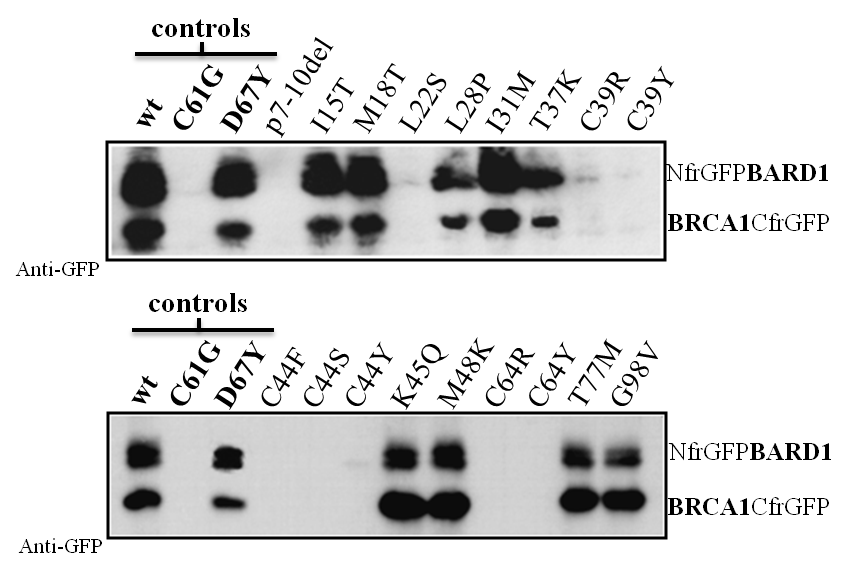 controls
wt C61G D67Y p7-10del I15T M18T L22S L28P I31M T37K C39R C39Y
NfrGFPBARD1
BRCA1CfrGFP
Anti-GFP
controls
wt C61G D67Y C44F C44S C44Y K45Q M48K C64R C64Y T77M G98V
NfrGFPBARD1
BRCA1CfrGFP
Anti-GFP